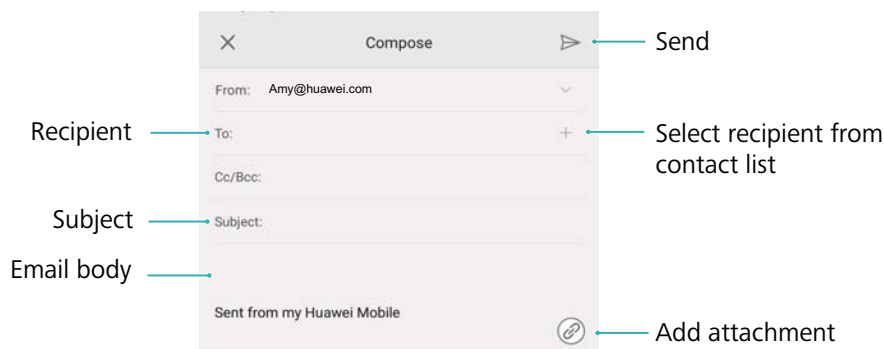 Compose
Send
From: Amy@huawei.com
Recipient
To:
Select recipient from
contact list
Cc/Bcc:
Subject
Subject:
Email body
Sent from my Huawei Mobile
Add attachment